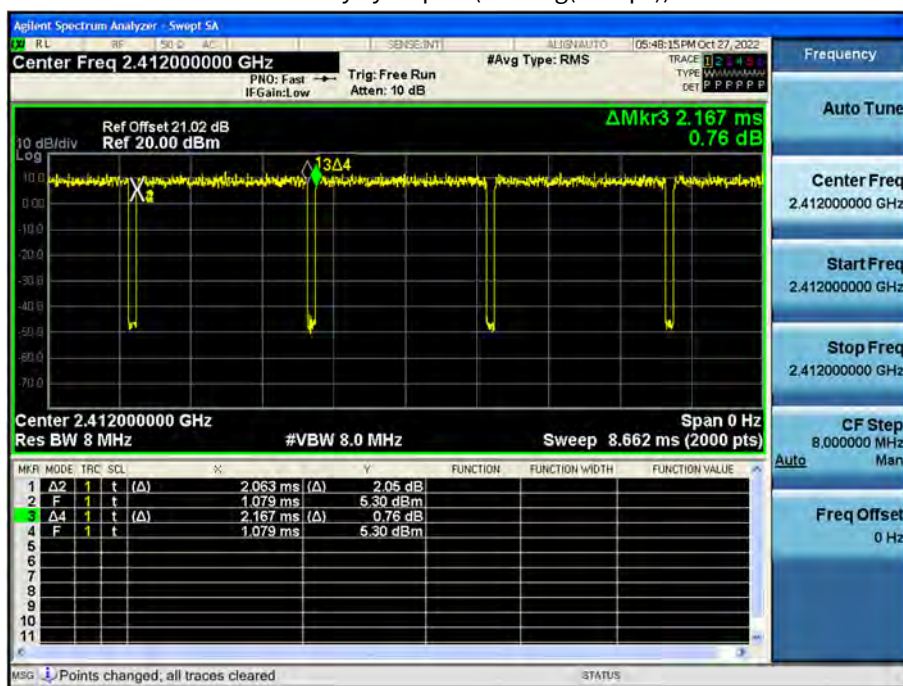 Agilent Spectrum Analyzer - Swept SA
RL RF 50 Ω AC SENSE:INT ALIGNAUTO 05:48:15 PM Oct 27, 2022
Center Freq 2.412000000 GHz #Avg Type: RMS TRACE 1 2 3 4 5 6
PNO: Fast Trig: Free Run TYPE
IFGain:Low Atten: 10 dB DET P P P P P P
ΔMkr3 2.167 ms
0.76 dB
Ref Offset 21.02 dB
10 dB/div Ref 20.00 dBm
Log
10.0
0.00
-10.0
-20.0
-30.0
-40.0
-50.0
-60.0
-70.0
13Δ4
Center 2.412000000 GHz Span 0 Hz
Res BW 8 MHz #VBW 8.0 MHz Sweep 8.662 ms (2000 pts)
MKR MODE TRC SCL X Y FUNCTION FUNCTION WIDTH FUNCTION VALUE
1 Δ2 1 t (Δ) 2.063 ms (Δ) 2.05 dB
2 F 1 t 1.079 ms 5.30 dBm
3 Δ4 1 t (Δ) 2.167 ms (Δ) 0.76 dB
4 F 1 t 1.079 ms 5.30 dBm
5
6
7
8
9
10
11
MSG Points changed; all traces cleared STATUS
Frequency
Auto Tune
Center Freq
2.412000000 GHz
Start Freq
2.412000000 GHz
Stop Freq
2.412000000 GHz
CF Step
8.000000 MHz
Auto Man
Freq Offset
0 Hz